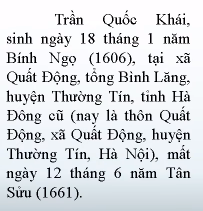 Trần Quốc Khái,
sinh ngày 18 tháng 1 năm
Bính Ngọ (1606), tại xã
Quất Động, tổng Bình Lăng,
huyện Thường Tín, tỉnh Hà
Đông cũ (nay là thôn Quất
Động, xã Quất Động, huyện
Thường Tín, Hà Nội), mất
ngày 12 tháng 6 năm Tân
Sửu (1661).